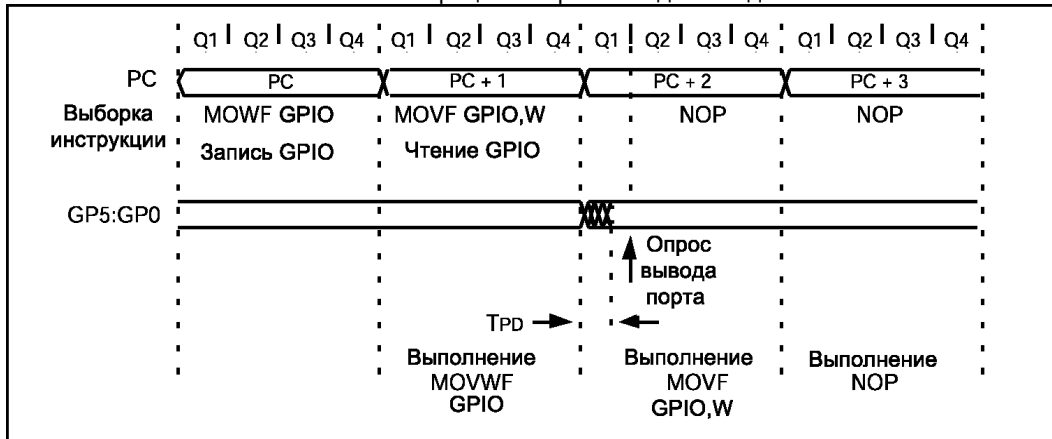 Q1 Q2 Q3 Q4 Q1 Q2 Q3 Q4 Q1 Q2 Q3 Q4 Q1 Q2 Q3 Q4
PC PC PC + 1 PC + 2 PC + 3
Выборка инструкции
MOWF GPIO MOVF GPIO,W NOP NOP
Запись GPIO Чтение GPIO
GP5:GP0
Опрос
вывода
порта
TPD
Выполнение
MOVWF
GPIO
Выполнение
MOVF
GPIO,W
Выполнение
NOP